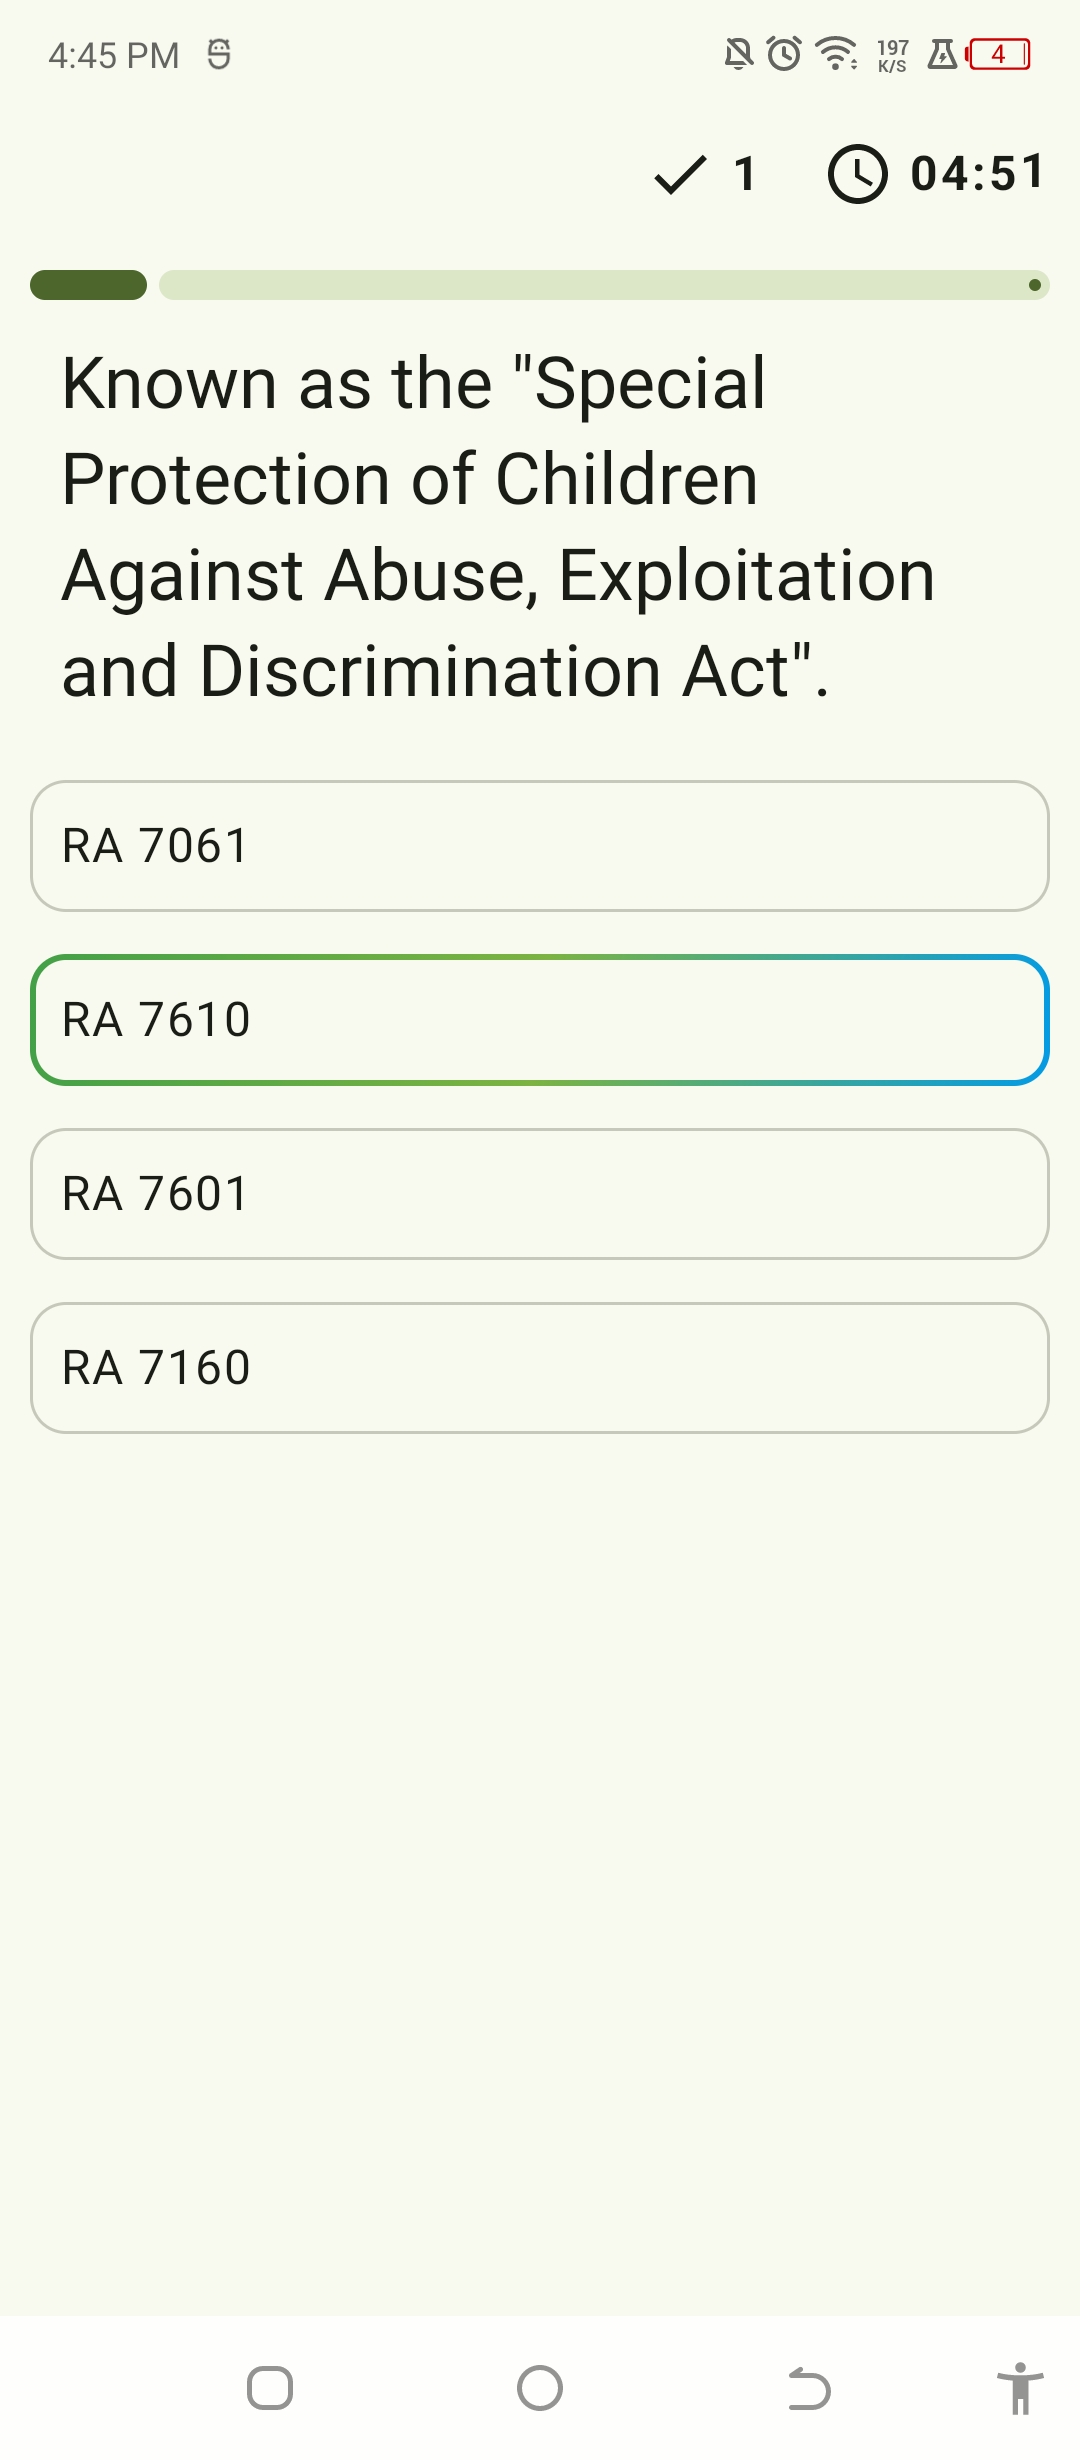 4:45 PM 197 K/S 4
1 04:51
Known as the "Special
Protection of Children
Against Abuse, Exploitation
and Discrimination Act".
RA 7061
RA 7610
RA 7601
RA 7160